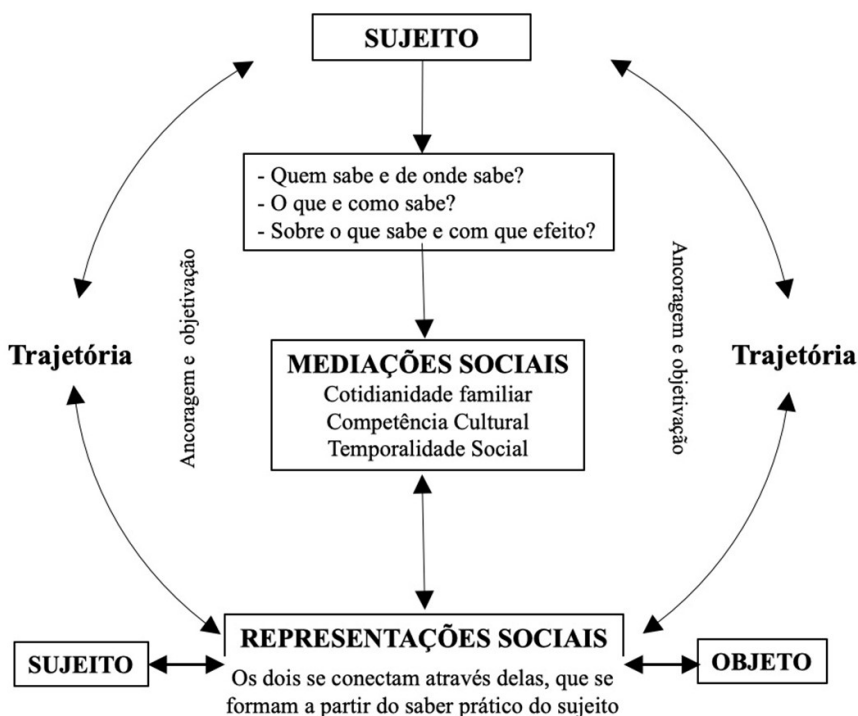 SUJEITO
- Quem sabe e de onde sabe?
- O que e como sabe?
- Sobre o que sabe e com que efeito?
Ancoragem e objetivação
Ancoragem e objetivação
Trajetória
MEDIAÇÕES SOCIAIS
Cotidianidade familiar
Competência Cultural
Temporalidade Social
Trajetória
REPRESENTAÇÕES SOCIAIS
SUJEITO
Os dois se conectam através delas, que se
formam a partir do saber prático do sujeito
OBJETO